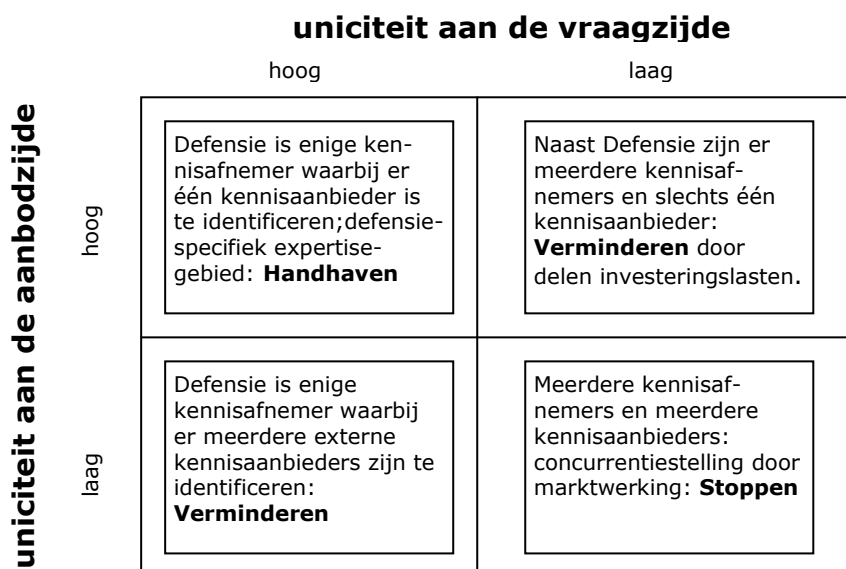 uniciteit aan de vraagzijde
hoog
laag
uniciteit aan de aanbodzijde
hoog
Defensie is enige ken-
nisafnemer waarbij er
één kennisaanbieder is
te identificeren;defensie-
specifiek expertise-
gebied: Handhaven
Naast Defensie zijn er
meerdere kennisaf-
nemers en slechts één
kennisaanbieder:
Verminderen door
delen investeringslasten.
laag
Defensie is enige
kennisafnemer waarbij
er meerdere externe
kennisaanbieders zijn te
identificeren:
Verminderen
Meerdere kennisaf-
nemers en meerdere
kennisaanbieders:
concurrentiestelling door
marktwerking: Stoppen